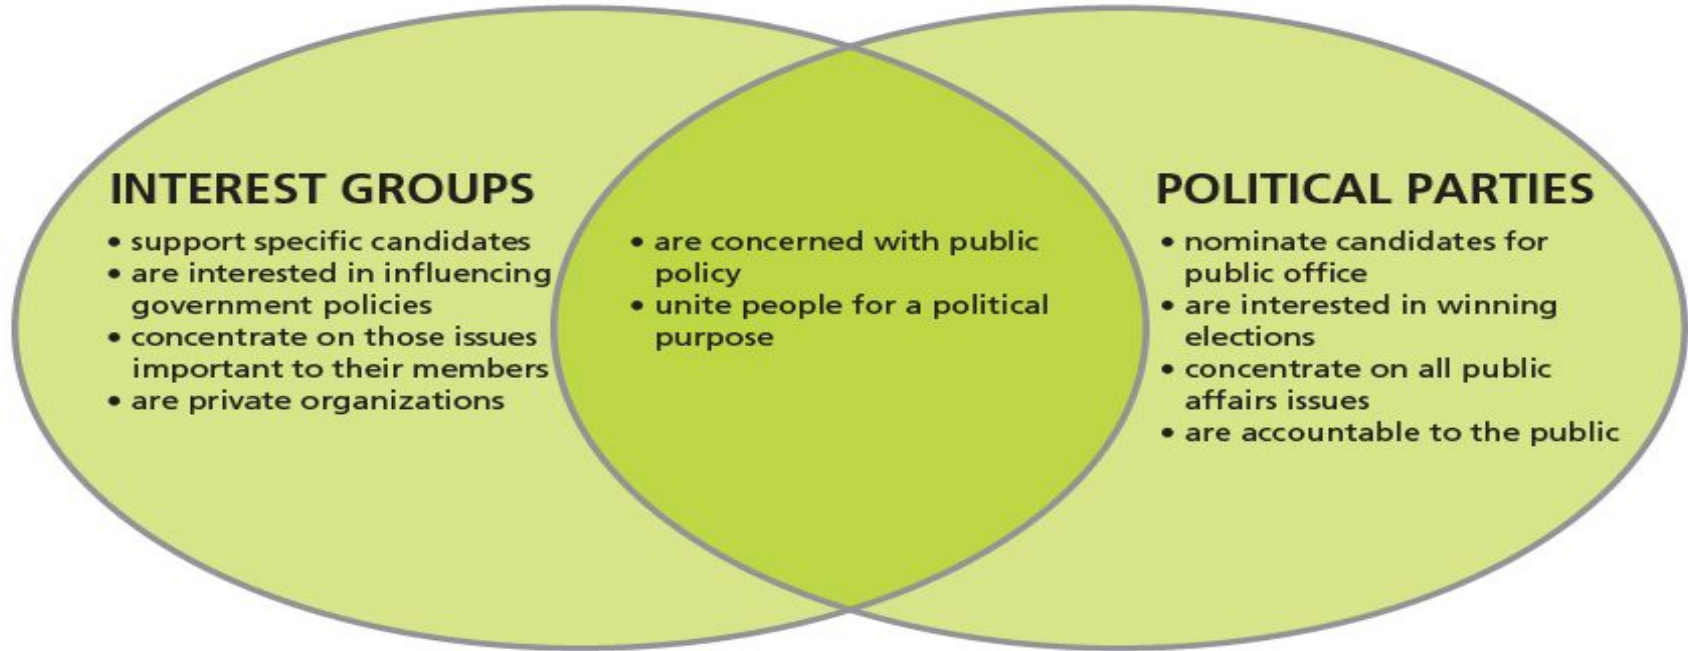 INTEREST GROUPS
• support specific candidates
• are interested in influencing
government policies
• concentrate on those issues
important to their members
• are private organizations
• are concerned with public
policy
• unite people for a political
purpose
POLITICAL PARTIES
• nominate candidates for
public office
• are interested in winning
elections
• concentrate on all public
affairs issues
• are accountable to the public